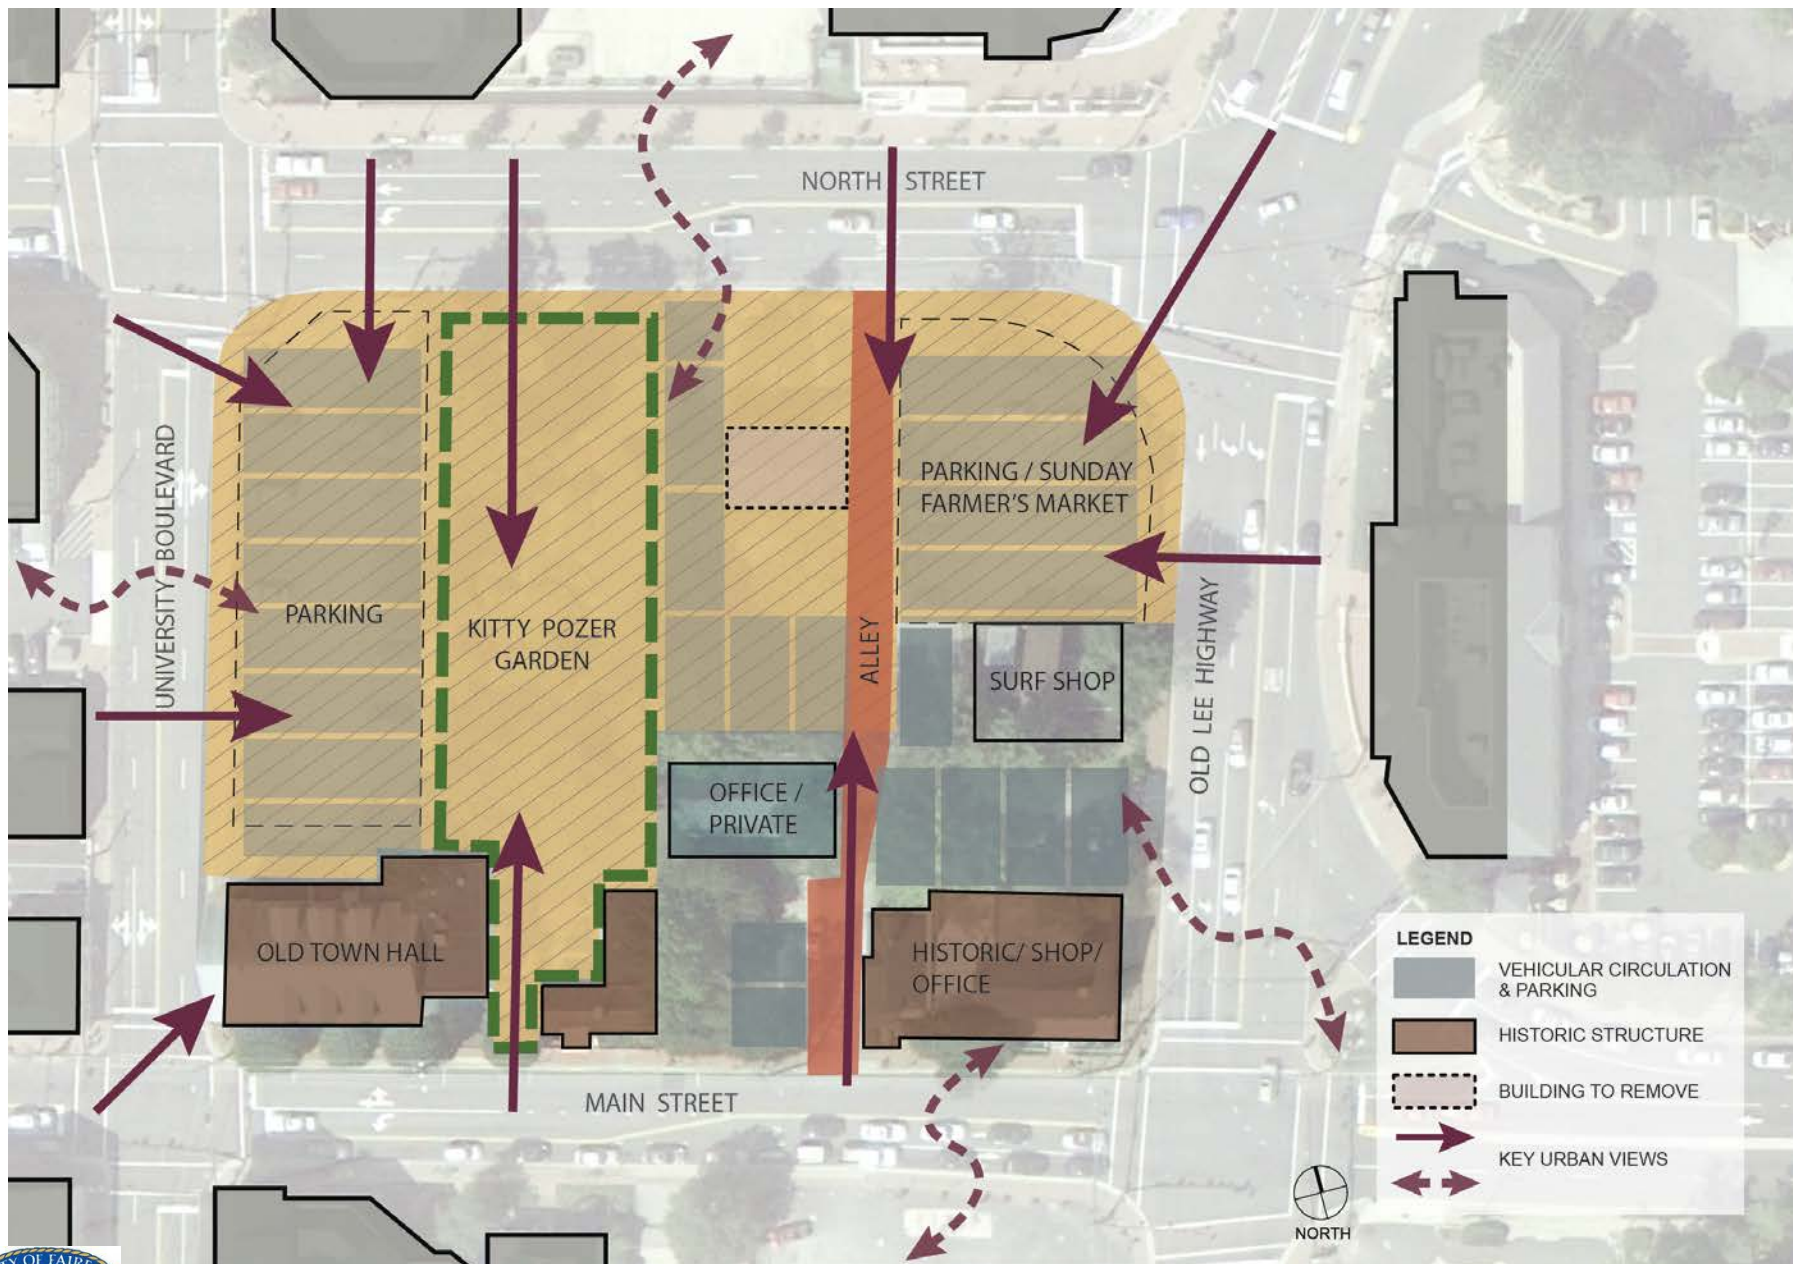 NORTH STREET
UNIVERSITY BOULEVARD
PARKING
KITTY POZER
GARDEN
ALLEY
PARKING / SUNDAY
FARMER'S MARKET
SURF SHOP
OLD LEE HIGHWAY
OFFICE /
PRIVATE
OLD TOWN HALL
HISTORIC/ SHOP/
OFFICE
MAIN STREET
LEGEND
VEHICULAR CIRCULATION
& PARKING
HISTORIC STRUCTURE
BUILDING TO REMOVE
KEY URBAN VIEWS
NORTH